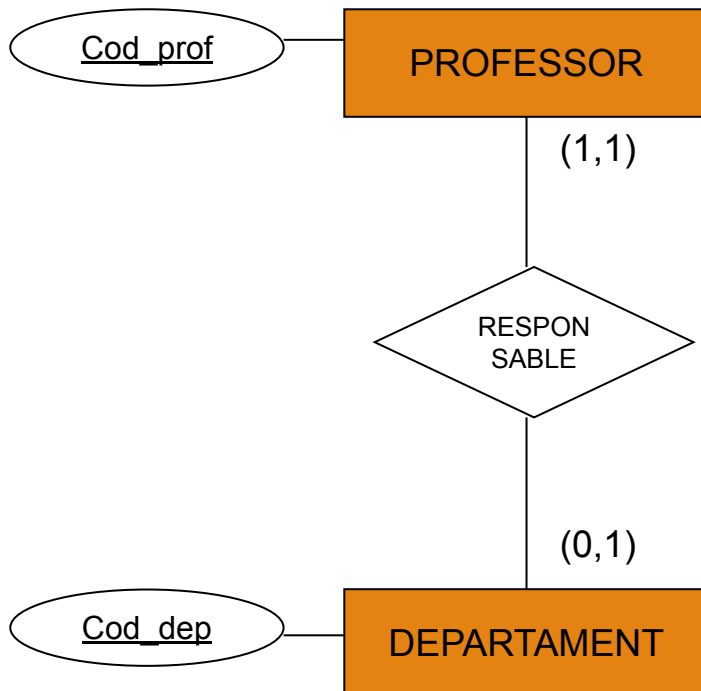 Cod_prof
PROFESSOR
(1,1)
RESPON
SABLE
(0,1)
Cod_dep
DEPARTAMENT